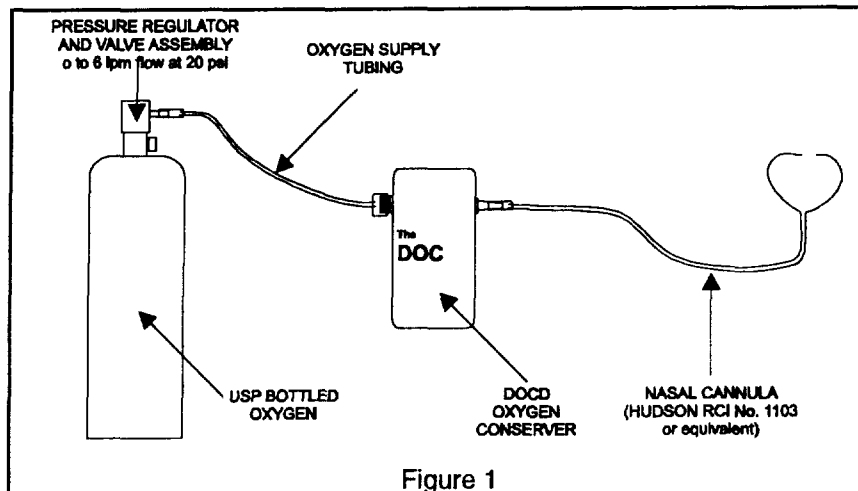 PRESSURE REGULATOR
AND VALVE ASSEMBLY
o to 6 lpm flow at 20 psi
OXYGEN SUPPLY
TUBING
The
DOC
USP BOTTLED
OXYGEN
DOCD
OXYGEN
CONSERVER
NASAL CANNULA
(HUDSON RCI No. 1103
or equivalent)
Figure 1